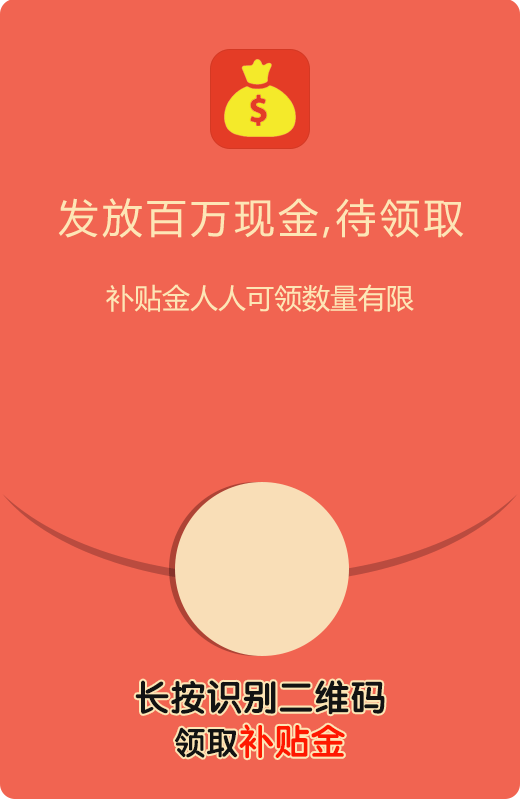 $
发放百万现金,待领取
补贴金人人可领数量有限
长按识别二维码
领取补贴金